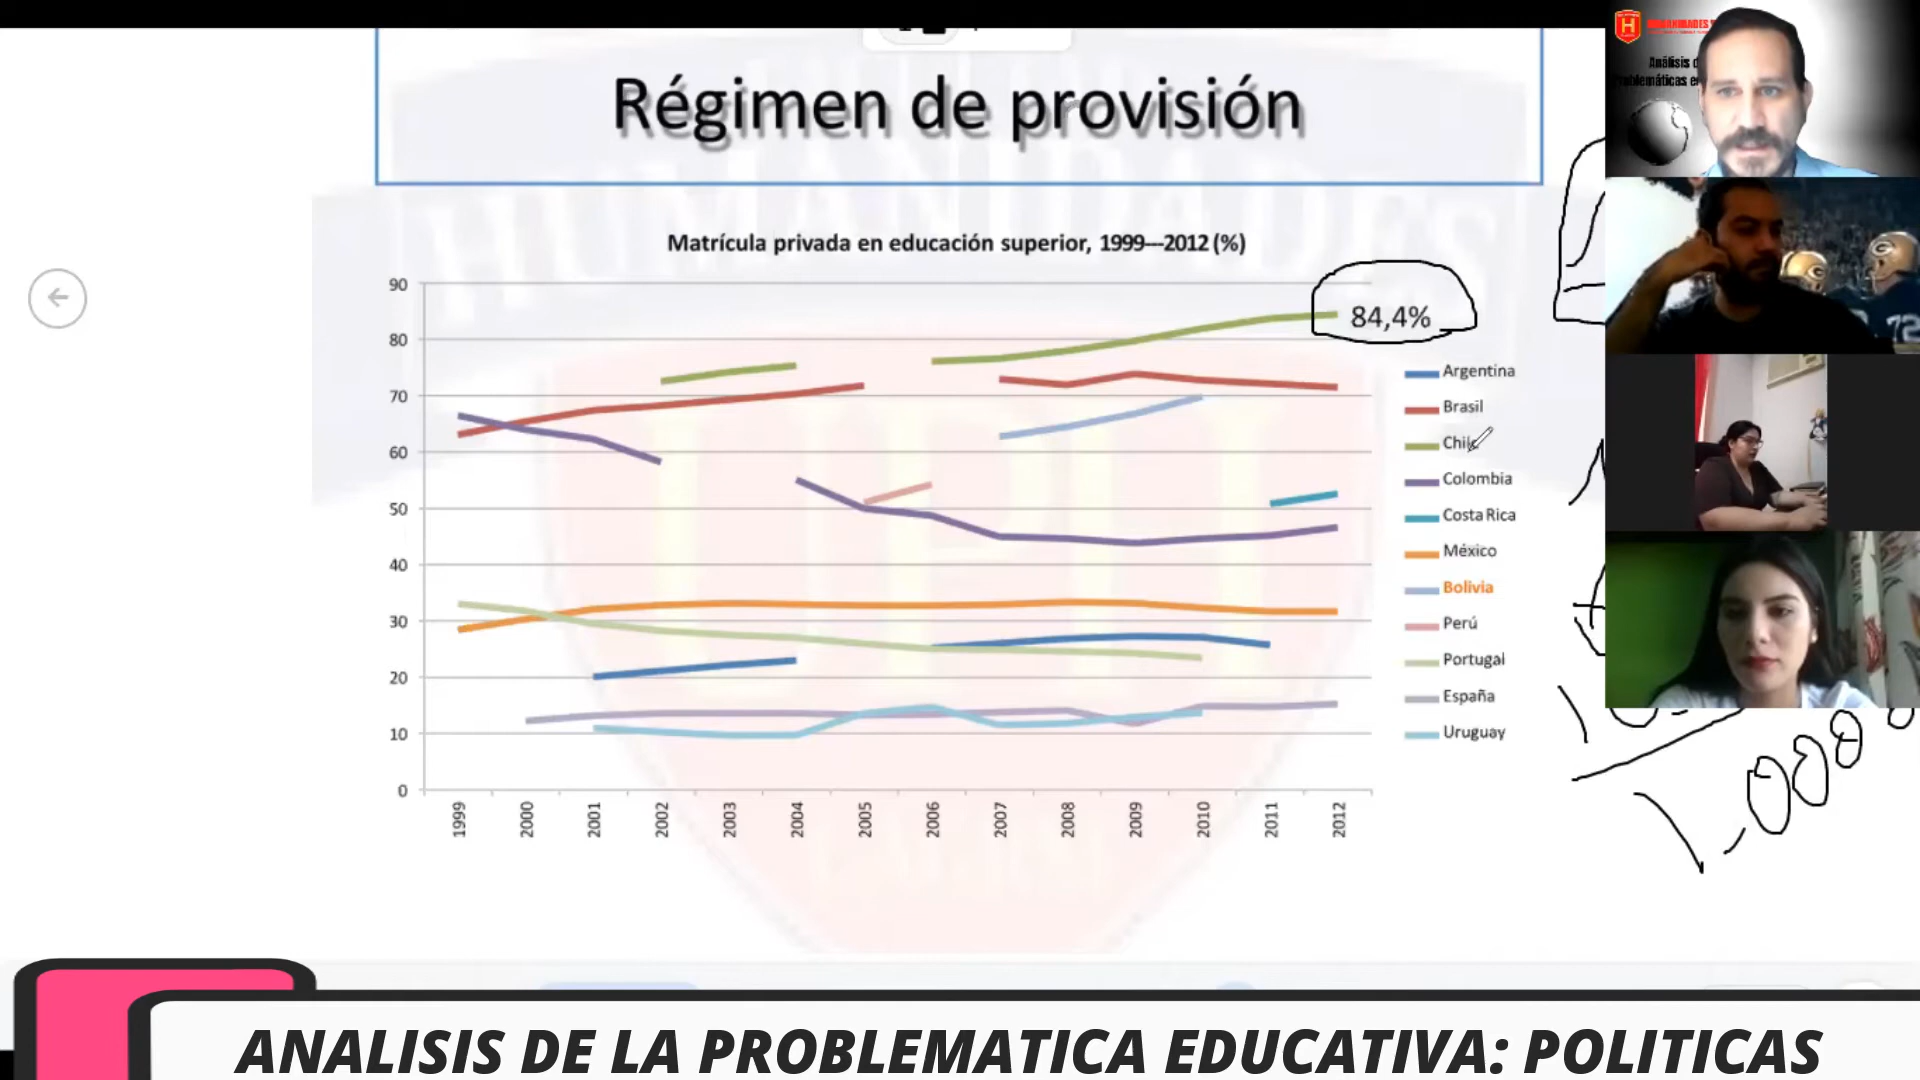 Régimen de provisión
HUMANIDADES
Matrícula privada en educación superior, 1999---2012 (%)
90
80
70
60
50
40
30
20
10
0
84,4%
1999
2000
2001
2002
2003
2004
2005
2006
2007
2008
2009
2010
2011
2012
Argentina
Brasil
Chile
Colombia
Costa Rica
México
Bolivia
Perú
Portugal
España
Uruguay
Análisis
ANALISIS DE LA PROBLEMATICA EDUCATIVA: POLITICAS